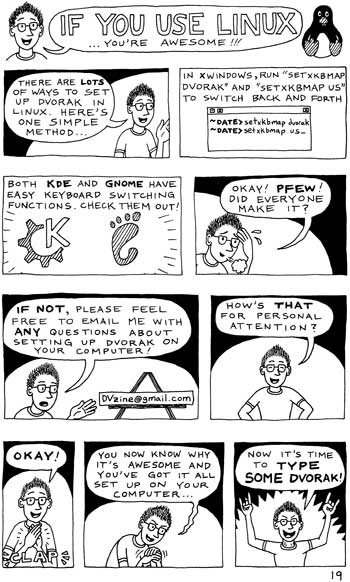 IF YOU USE LINUX
...YOU'RE AWESOME!!!
THERE ARE LOTS
OF WAYS TO SET
UP DVORAK IN
LINUX. HERE'S
ONE SIMPLE
METHOD...
IN XWINDOWS, RUN "SETXKBMAP
DVORAK" AND "SETXKBMAP US"
TO SWITCH BACK AND FORTH
~DATE>setxkbmap dvorak
~DATE>setxkbmap us_
BOTH KDE AND GNOME HAVE
EASY KEYBOARD SWITCHING
FUNCTIONS. CHECK THEM OUT!
K
OKAY! PFEW!
DID EVERYONE
MAKE IT?
IF NOT, PLEASE FEEL
FREE TO EMAIL ME WITH
ANY QUESTIONS ABOUT
SETTING UP DVORAK ON
YOUR COMPUTER!
DVzine@gmail.com
HOW'S THAT
FOR PERSONAL
ATTENTION?
OKAY!
CLAP
YOU NOW KNOW WHY
IT'S AWESOME AND
YOU'VE GOT IT ALL
SET UP ON YOUR
COMPUTER...
NOW IT'S TIME
TO TYPE
SOME DVORAK!
19